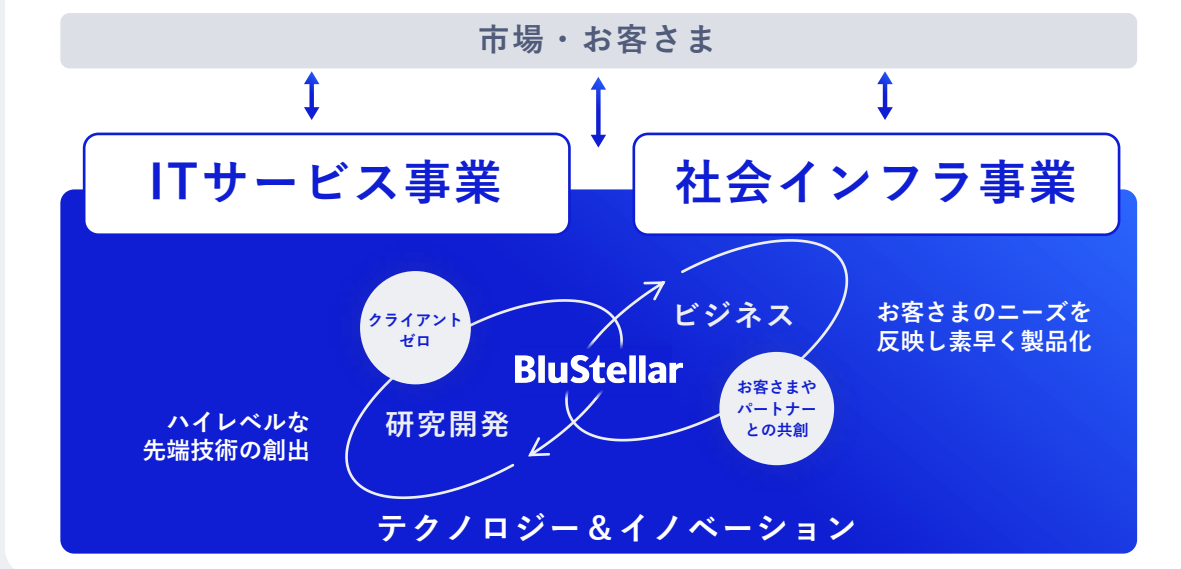 市場・お客さま
ITサービス事業
社会インフラ事業
クライアント
ゼロ
ビジネス
お客さまのニーズを
反映し素早く製品化
BluStellar
お客さまや
パートナー
との共創
ハイレベルな
先端技術の創出
研究開発
テクノロジー＆イノベーション